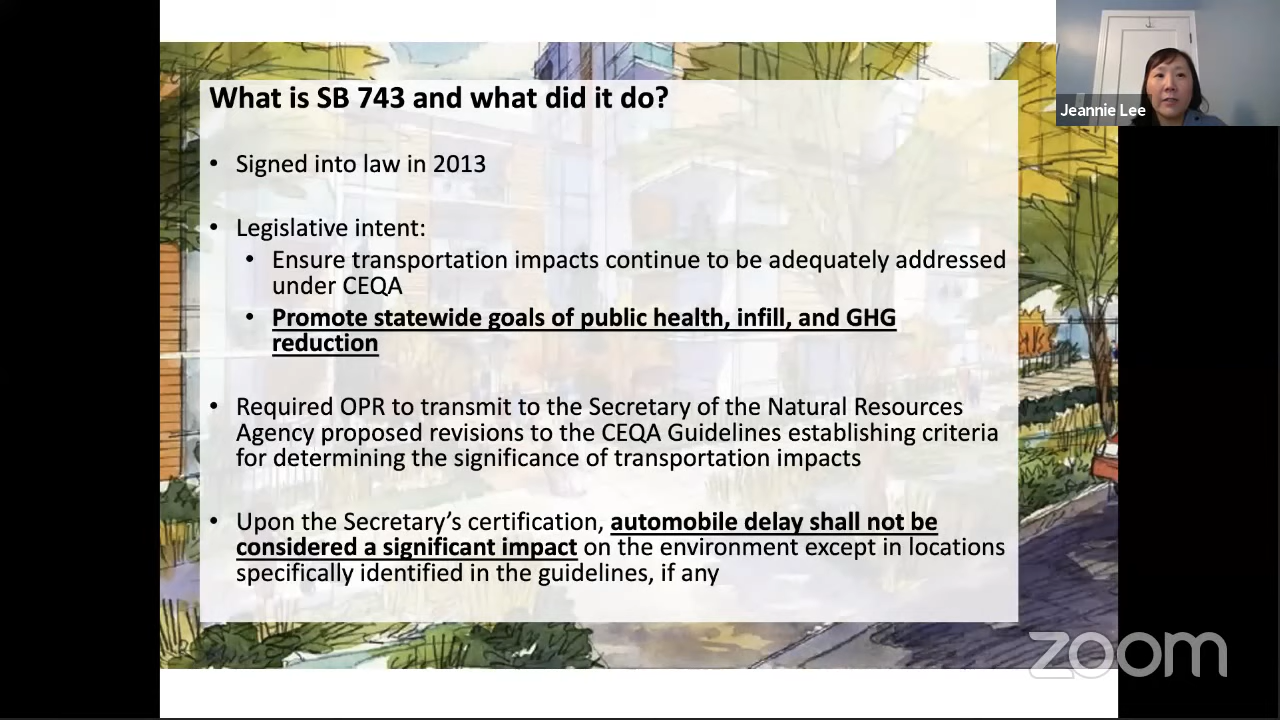 What is SB 743 and what did it do?
Jeannie Lee
• Signed into law in 2013
• Legislative intent:
• Ensure transportation impacts continue to be adequately addressed
under CEQA
• Promote statewide goals of public health, infill, and GHG
reduction
• Required OPR to transmit to the Secretary of the Natural Resources
Agency proposed revisions to the CEQA Guidelines establishing criteria
for determining the significance of transportation impacts
• Upon the Secretary’s certification, automobile delay shall not be
considered a significant impact on the environment except in locations
specifically identified in the guidelines, if any
zoom